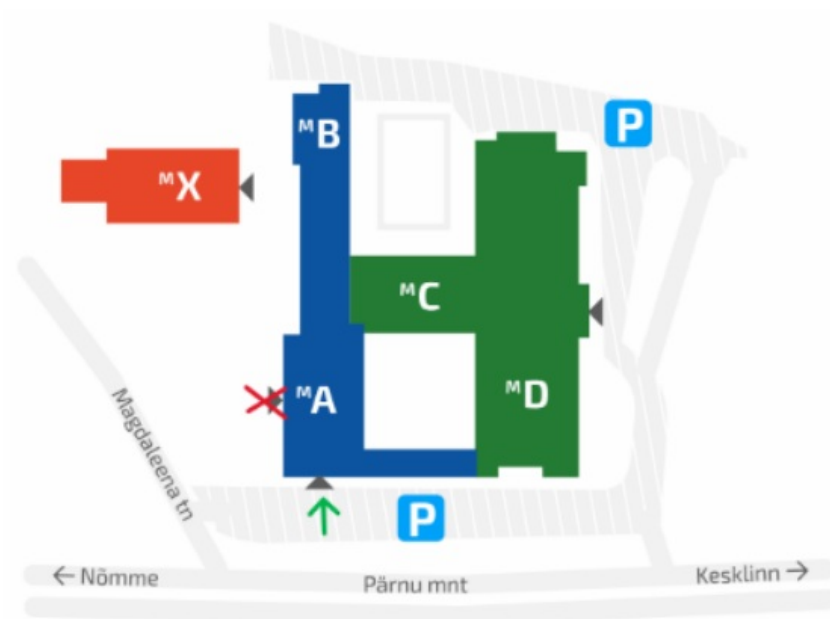 P
ᴹB
ᴹX
ᴹC
ᴹA
ᴹD
Magdaleena tn
P
← Nõmme
Pärnu mnt
Kesklinn →